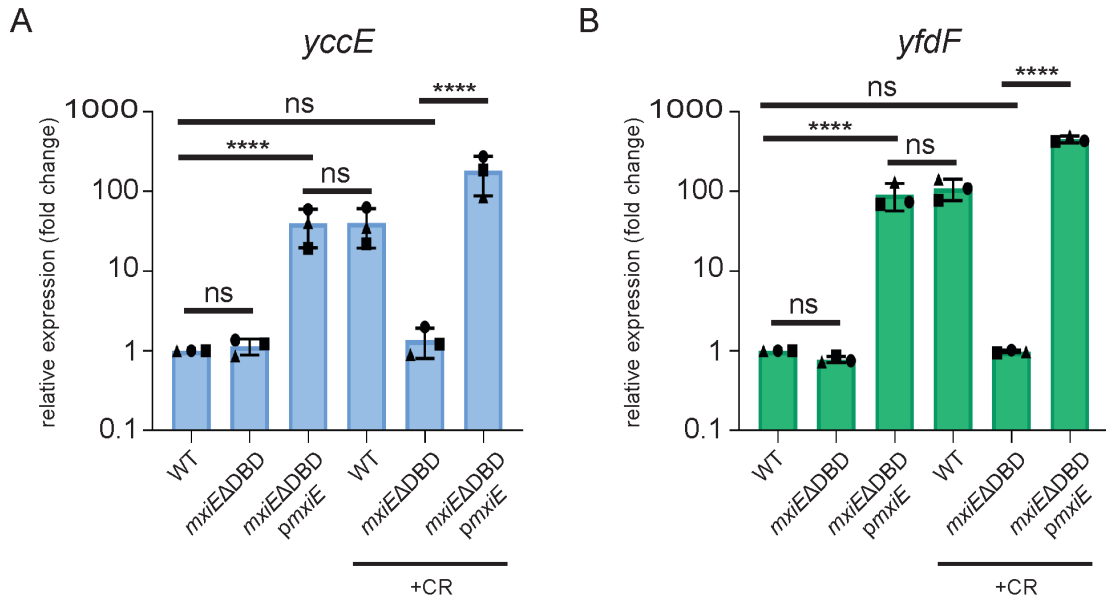 A
yccE
relative expression (fold change)
1000
100
10
1
0.1
ns
****
ns
****
ns
ns
WT
mxiEΔDBD
mxiEΔDBD
pmxiE
WT
mxiEΔDBD
mxiEΔDBD
pmxiE
+CR
B
yfdF
relative expression (fold change)
1000
100
10
1
0.1
****
ns
****
ns
ns
WT
mxiEΔDBD
mxiEΔDBD
pmxiE
WT
mxiEΔDBD
mxiEΔDBD
pmxiE
+CR